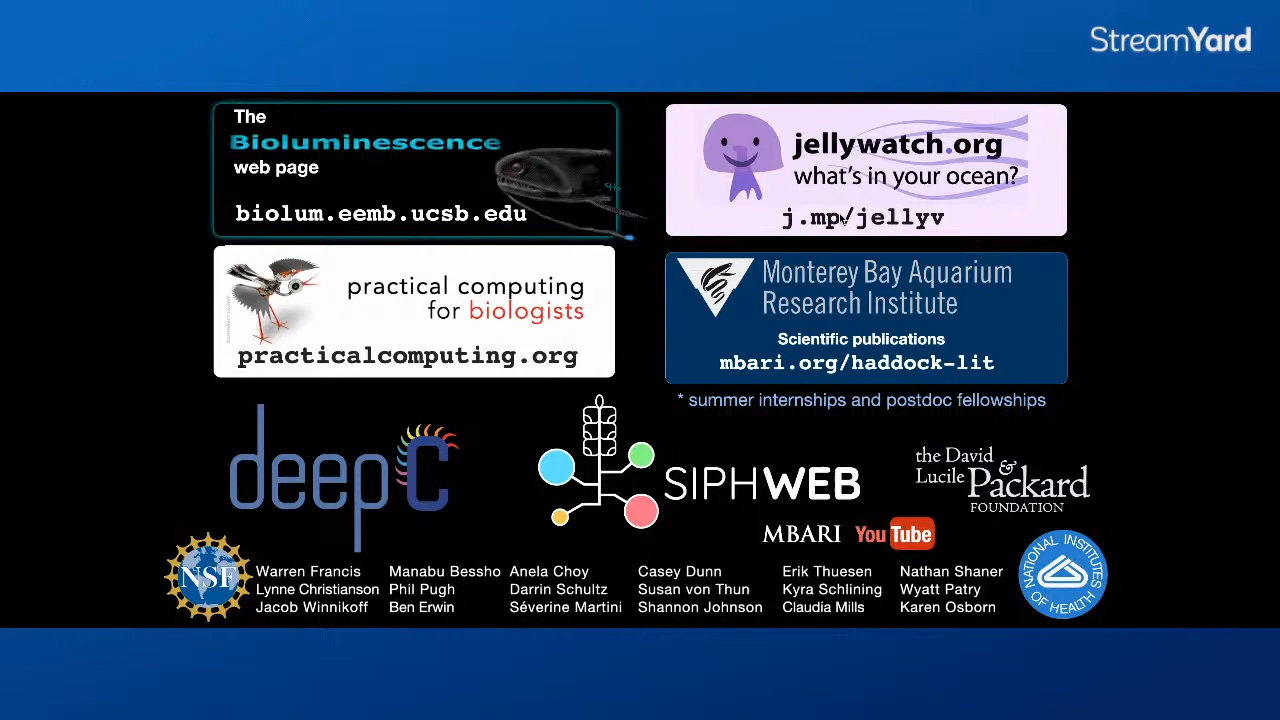 StreamYard
The
Bioluminescence
web page
biolum.eemb.ucsb.edu
jellywatch.org
what's in your ocean?
j.mp/jellyv
practical computing
for biologists
practicalcomputing.org
Monterey Bay Aquarium
Research Institute
Scientific publications
mbari.org/haddock-lit
* summer internships and postdoc fellowships
deepC
SIPHWEB
the David &
Lucile Packard
FOUNDATION
MBARI YouTube
NSF
Warren Francis
Lynne Christianson
Jacob Winnikoff
Manabu Bessho
Phil Pugh
Ben Erwin
Anela Choy
Darrin Schultz
Séverine Martini
Casey Dunn
Susan von Thun
Shannon Johnson
Erik Thuesen
Kyra Schlining
Claudia Mills
Nathan Shaner
Wyatt Patry
Karen Osborn
NATIONAL INSTITUTES
OF HEALTH